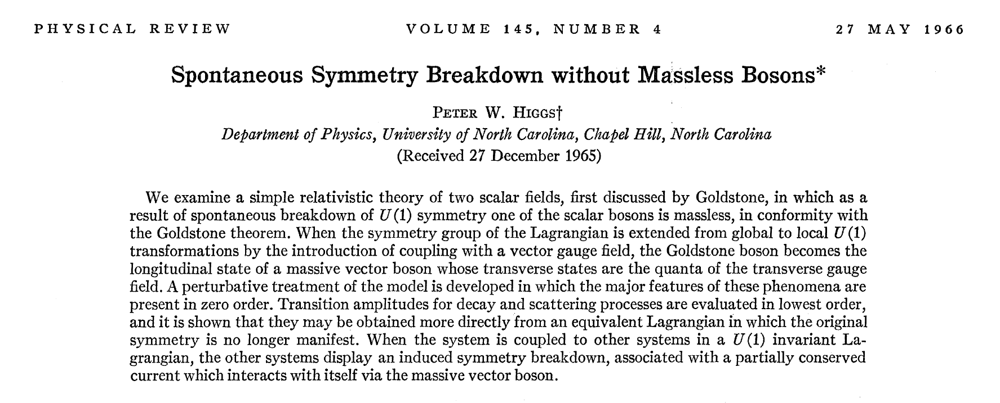 PHYSICAL REVIEW VOLUME 145, NUMBER 4 27 MAY 1966
Spontaneous Symmetry Breakdown without Massless Bosons*
PETER W. HIGGS†
Department of Physics, University of North Carolina, Chapel Hill, North Carolina
(Received 27 December 1965)
We examine a simple relativistic theory of two scalar fields, first discussed by Goldstone, in which as a
result of spontaneous breakdown of U(1) symmetry one of the scalar bosons is massless, in conformity with
the Goldstone theorem. When the symmetry group of the Lagrangian is extended from global to local U(1)
transformations by the introduction of coupling with a vector gauge field, the Goldstone boson becomes the
longitudinal state of a massive vector boson whose transverse states are the quanta of the transverse gauge
field. A perturbative treatment of the model is developed in which the major features of these phenomena are
present in zero order. Transition amplitudes for decay and scattering processes are evaluated in lowest order,
and it is shown that they may be obtained more directly from an equivalent Lagrangian in which the original
symmetry is no longer manifest. When the system is coupled to other systems in a U(1) invariant La-
grangian, the other systems display an induced symmetry breakdown, associated with a partially conserved
current which interacts with itself via the massive vector boson.